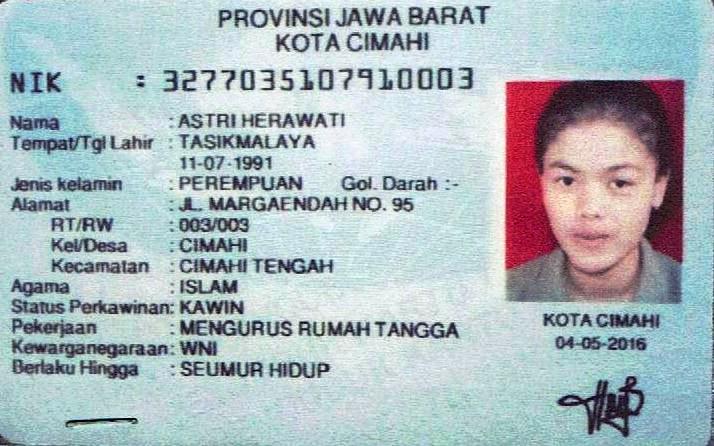 PROVINSI JAWA BARAT
KOTA CIMAHI
NIK : 3277035107910003
Nama : ASTRI HERAWATI
Tempat/Tgl Lahir : TASIKMALAYA
11-07-1991
Jenis kelamin : PEREMPUAN Gol. Darah :-
Alamat : JL. MARGAENDAH NO. 95
RT/RW : 003/003
Kel/Desa : CIMAHI
Kecamatan : CIMAHI TENGAH
Agama : ISLAM
Status Perkawinan: KAWIN
Pekerjaan : MENGURUS RUMAH TANGGA
Kewarganegaraan: WNI
Berlaku Hingga : SEUMUR HIDUP
KOTA CIMAHI
04-05-2016